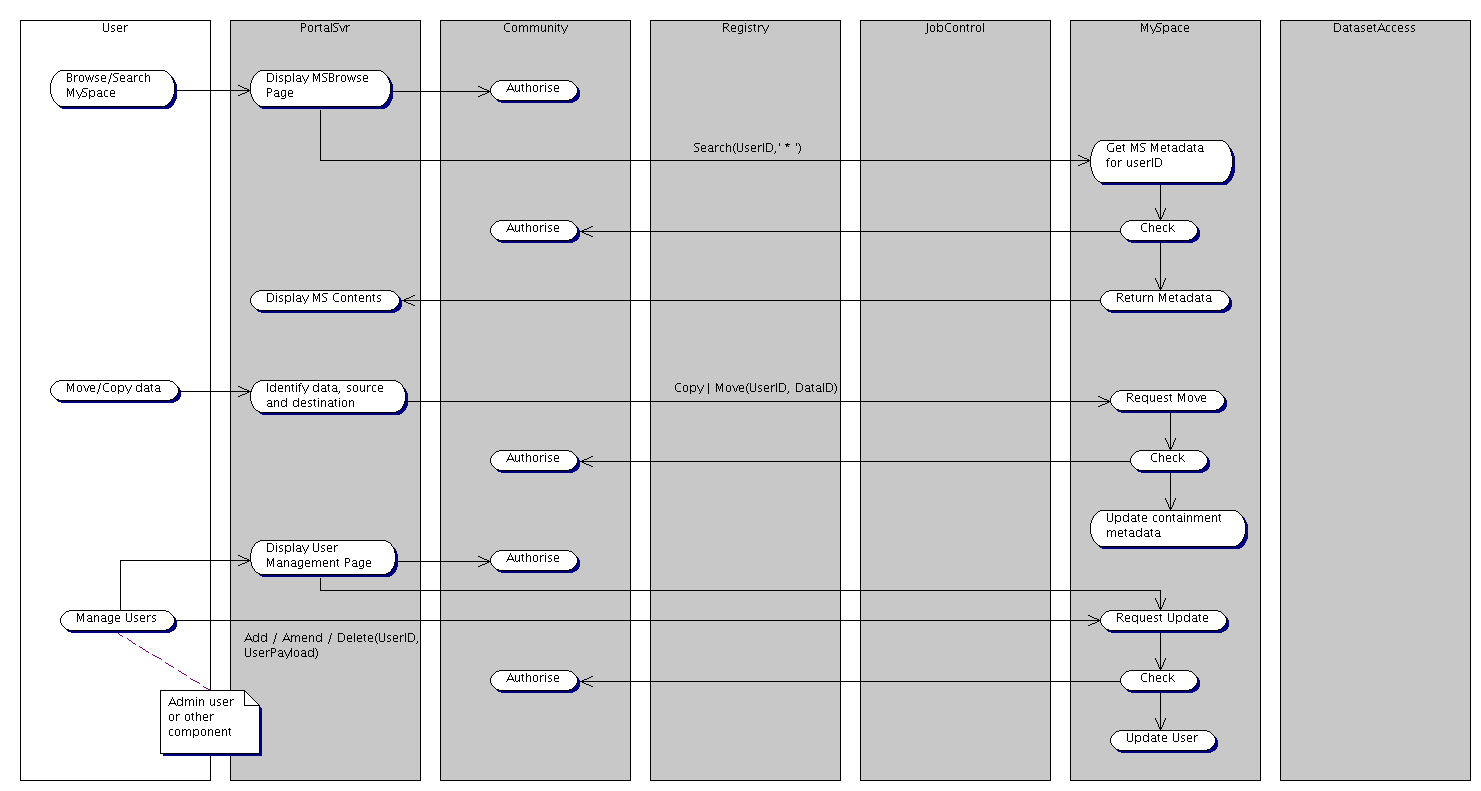 User
PortalSvr
Community
Registry
JobControl
MySpace
DatasetAccess
Browse/Search
MySpace
Display MSBrowse
Page
Authorise
Search(UserID,' * ')
Get MS Metadata
for userID
Authorise
Check
Display MS Contents
Return Metadata
Move/Copy data
Identify data, source
and destination
Copy | Move(UserID, DataID)
Request Move
Authorise
Check
Update containment
metadata
Display User
Management Page
Authorise
Manage Users
Request Update
Add / Amend / Delete(UserID,
UserPayload)
Authorise
Check
Admin user
or other
component
Update User